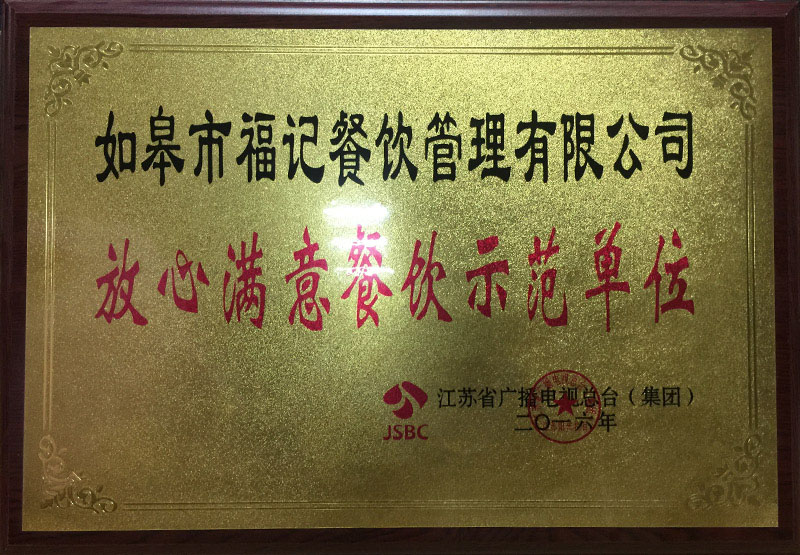 如皋市福记餐饮管理有限公司
放心满意餐饮示范单位
JSBC
江苏省广播电视总台（集团）
二〇一六年